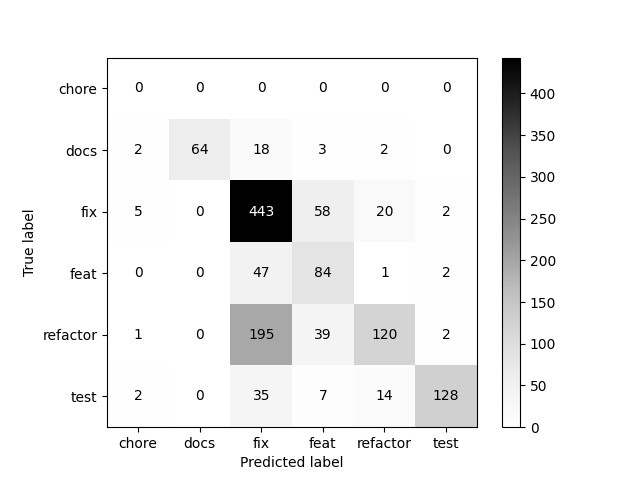 chore 0 0 0 0 0 0
docs 2 64 18 3 2 0
fix 5 0 443 58 20 2
feat 0 0 47 84 1 2
refactor 1 0 195 39 120 2
test 2 0 35 7 14 128
chore docs fix feat refactor test
Predicted label
True label
400
350
300
250
200
150
100
50
0